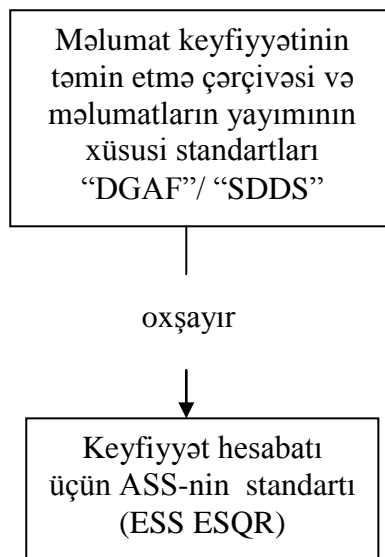 Məlumat keyfiyyətinin
təmin etmə çərçivəsi və
məlumatların yayımının
xüsusi standartları
“DGAF”/ “SDDS”
oxşayır
Keyfiyyət hesabatı
üçün ASS-nin standartı
(ESS ESQR)